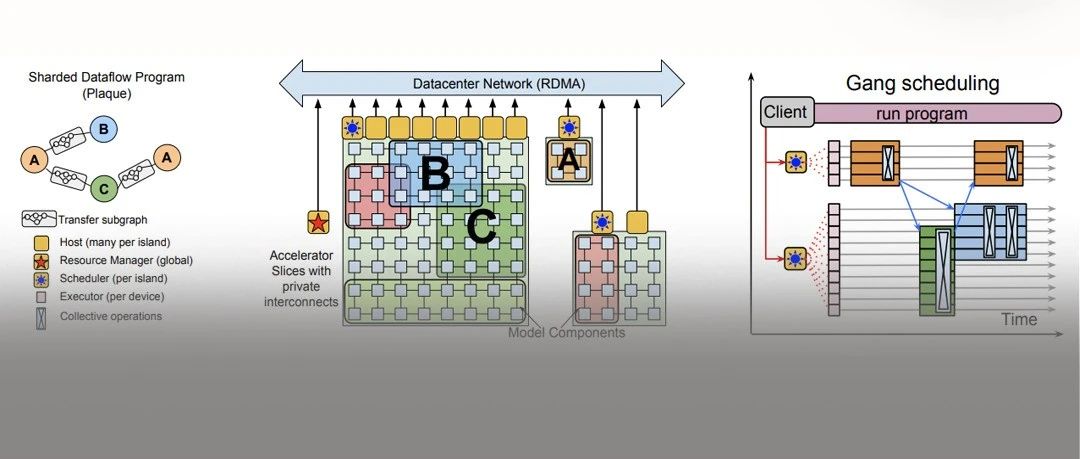 Sharded Dataflow Program
(Plaque)
A
B
C
A
Transfer subgraph
Host (many per island)
Resource Manager (global)
Scheduler (per island)
Executor (per device)
Collective operations
Datacenter Network (RDMA)
B
C
A
Accelerator
Slices with
private
interconnects
Model Components
Gang scheduling
Client
run program
Time